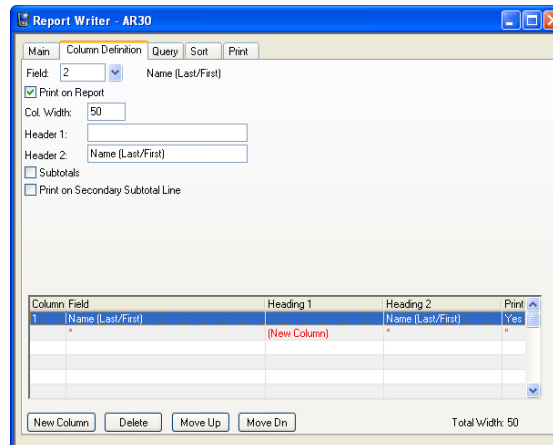 Report Writer - AR30
Main Column Definition Query Sort Print
Field: 2 Name (Last/First)
Print on Report
Col. Width: 50
Header 1:
Header 2: Name (Last/First)
Subtotals
Print on Secondary Subtotal Line
Column Field Heading 1 Heading 2 Print
1 Name (Last/First) Name (Last/First) Yes
* (New Column) * *
New Column Delete Move Up Move Dn Total Width: 50